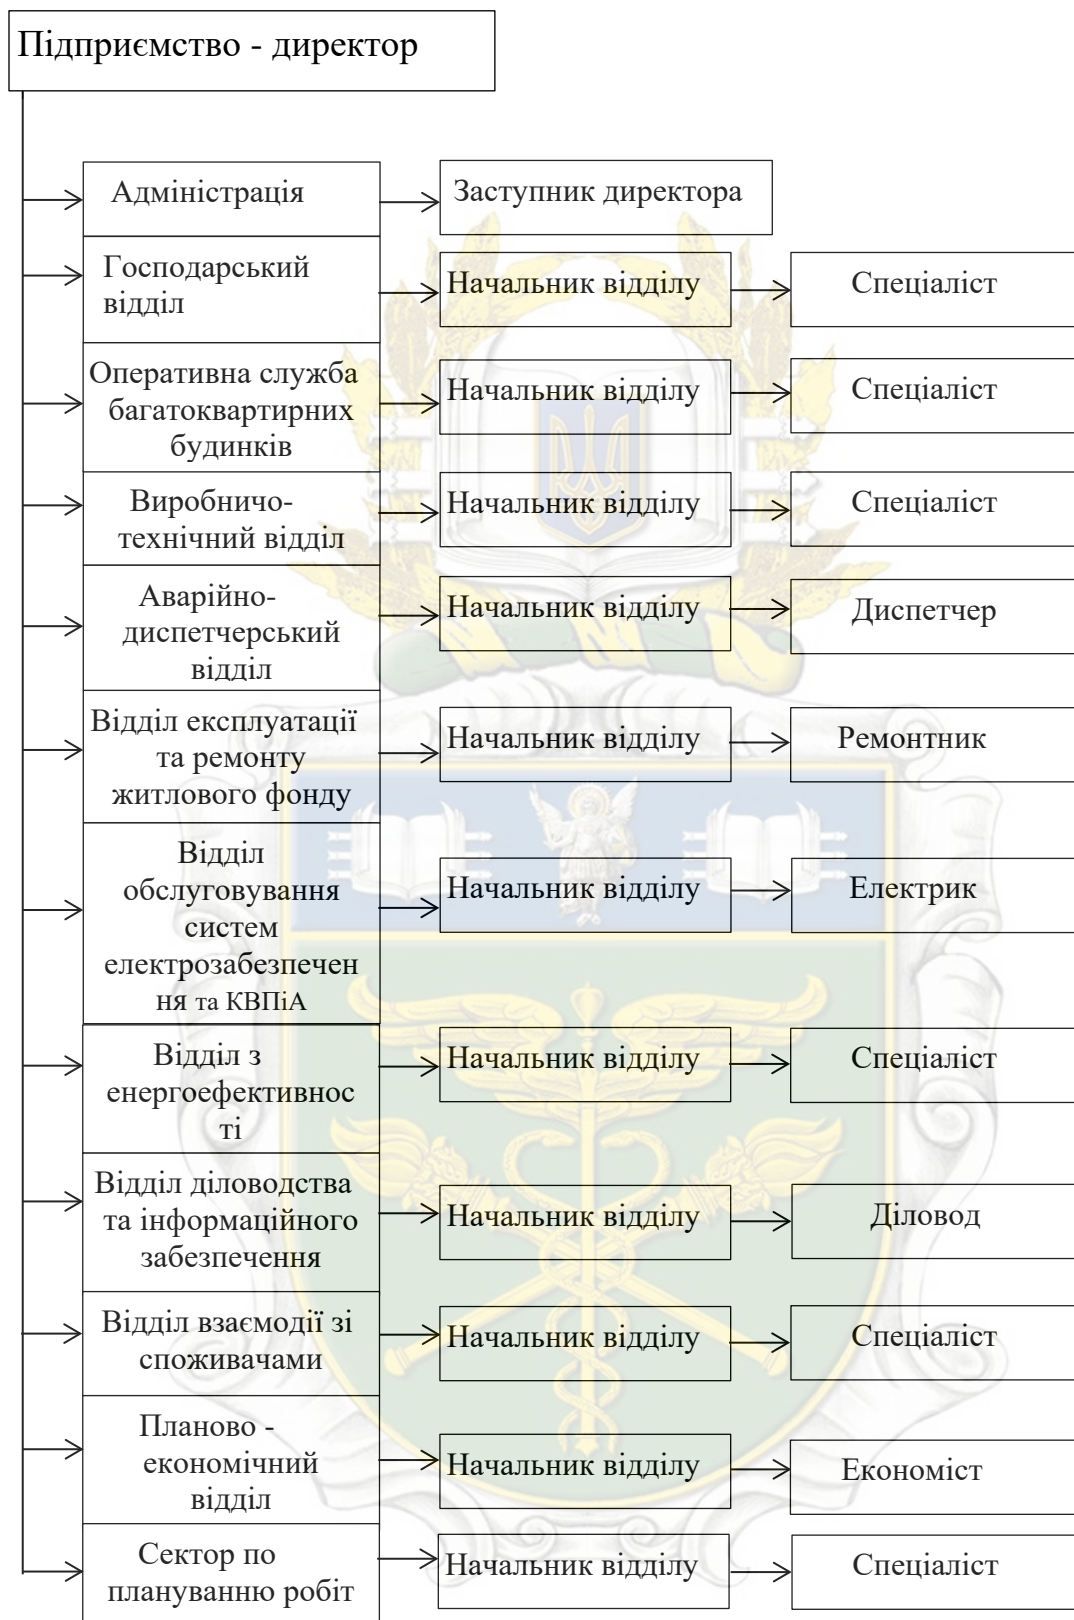 Підприємство - директор
Адміністрація
Заступник директора
Господарський
відділ
Начальник відділу
Спеціаліст
Оперативна служба
багатоквартирних
будинків
Начальник відділу
Спеціаліст
Виробничо-
технічний відділ
Начальник відділу
Спеціаліст
Аварійно-
диспетчерський
відділ
Начальник відділу
Диспетчер
Відділ експлуатації
та ремонту
житлового фонду
Начальник відділу
Ремонтник
Відділ
обслуговування
систем
електрозабезпечен
ня та КВПіА
Начальник відділу
Електрик
Відділ з
енергоефективнос
ті
Начальник відділу
Спеціаліст
Відділ діловодства
та інформаційного
забезпечення
Начальник відділу
Діловод
Відділ взаємодії зі
споживачами
Начальник відділу
Спеціаліст
Планово -
економічний
відділ
Начальник відділу
Економіст
Сектор по
плануванню робіт
Начальник відділу
Спеціаліст